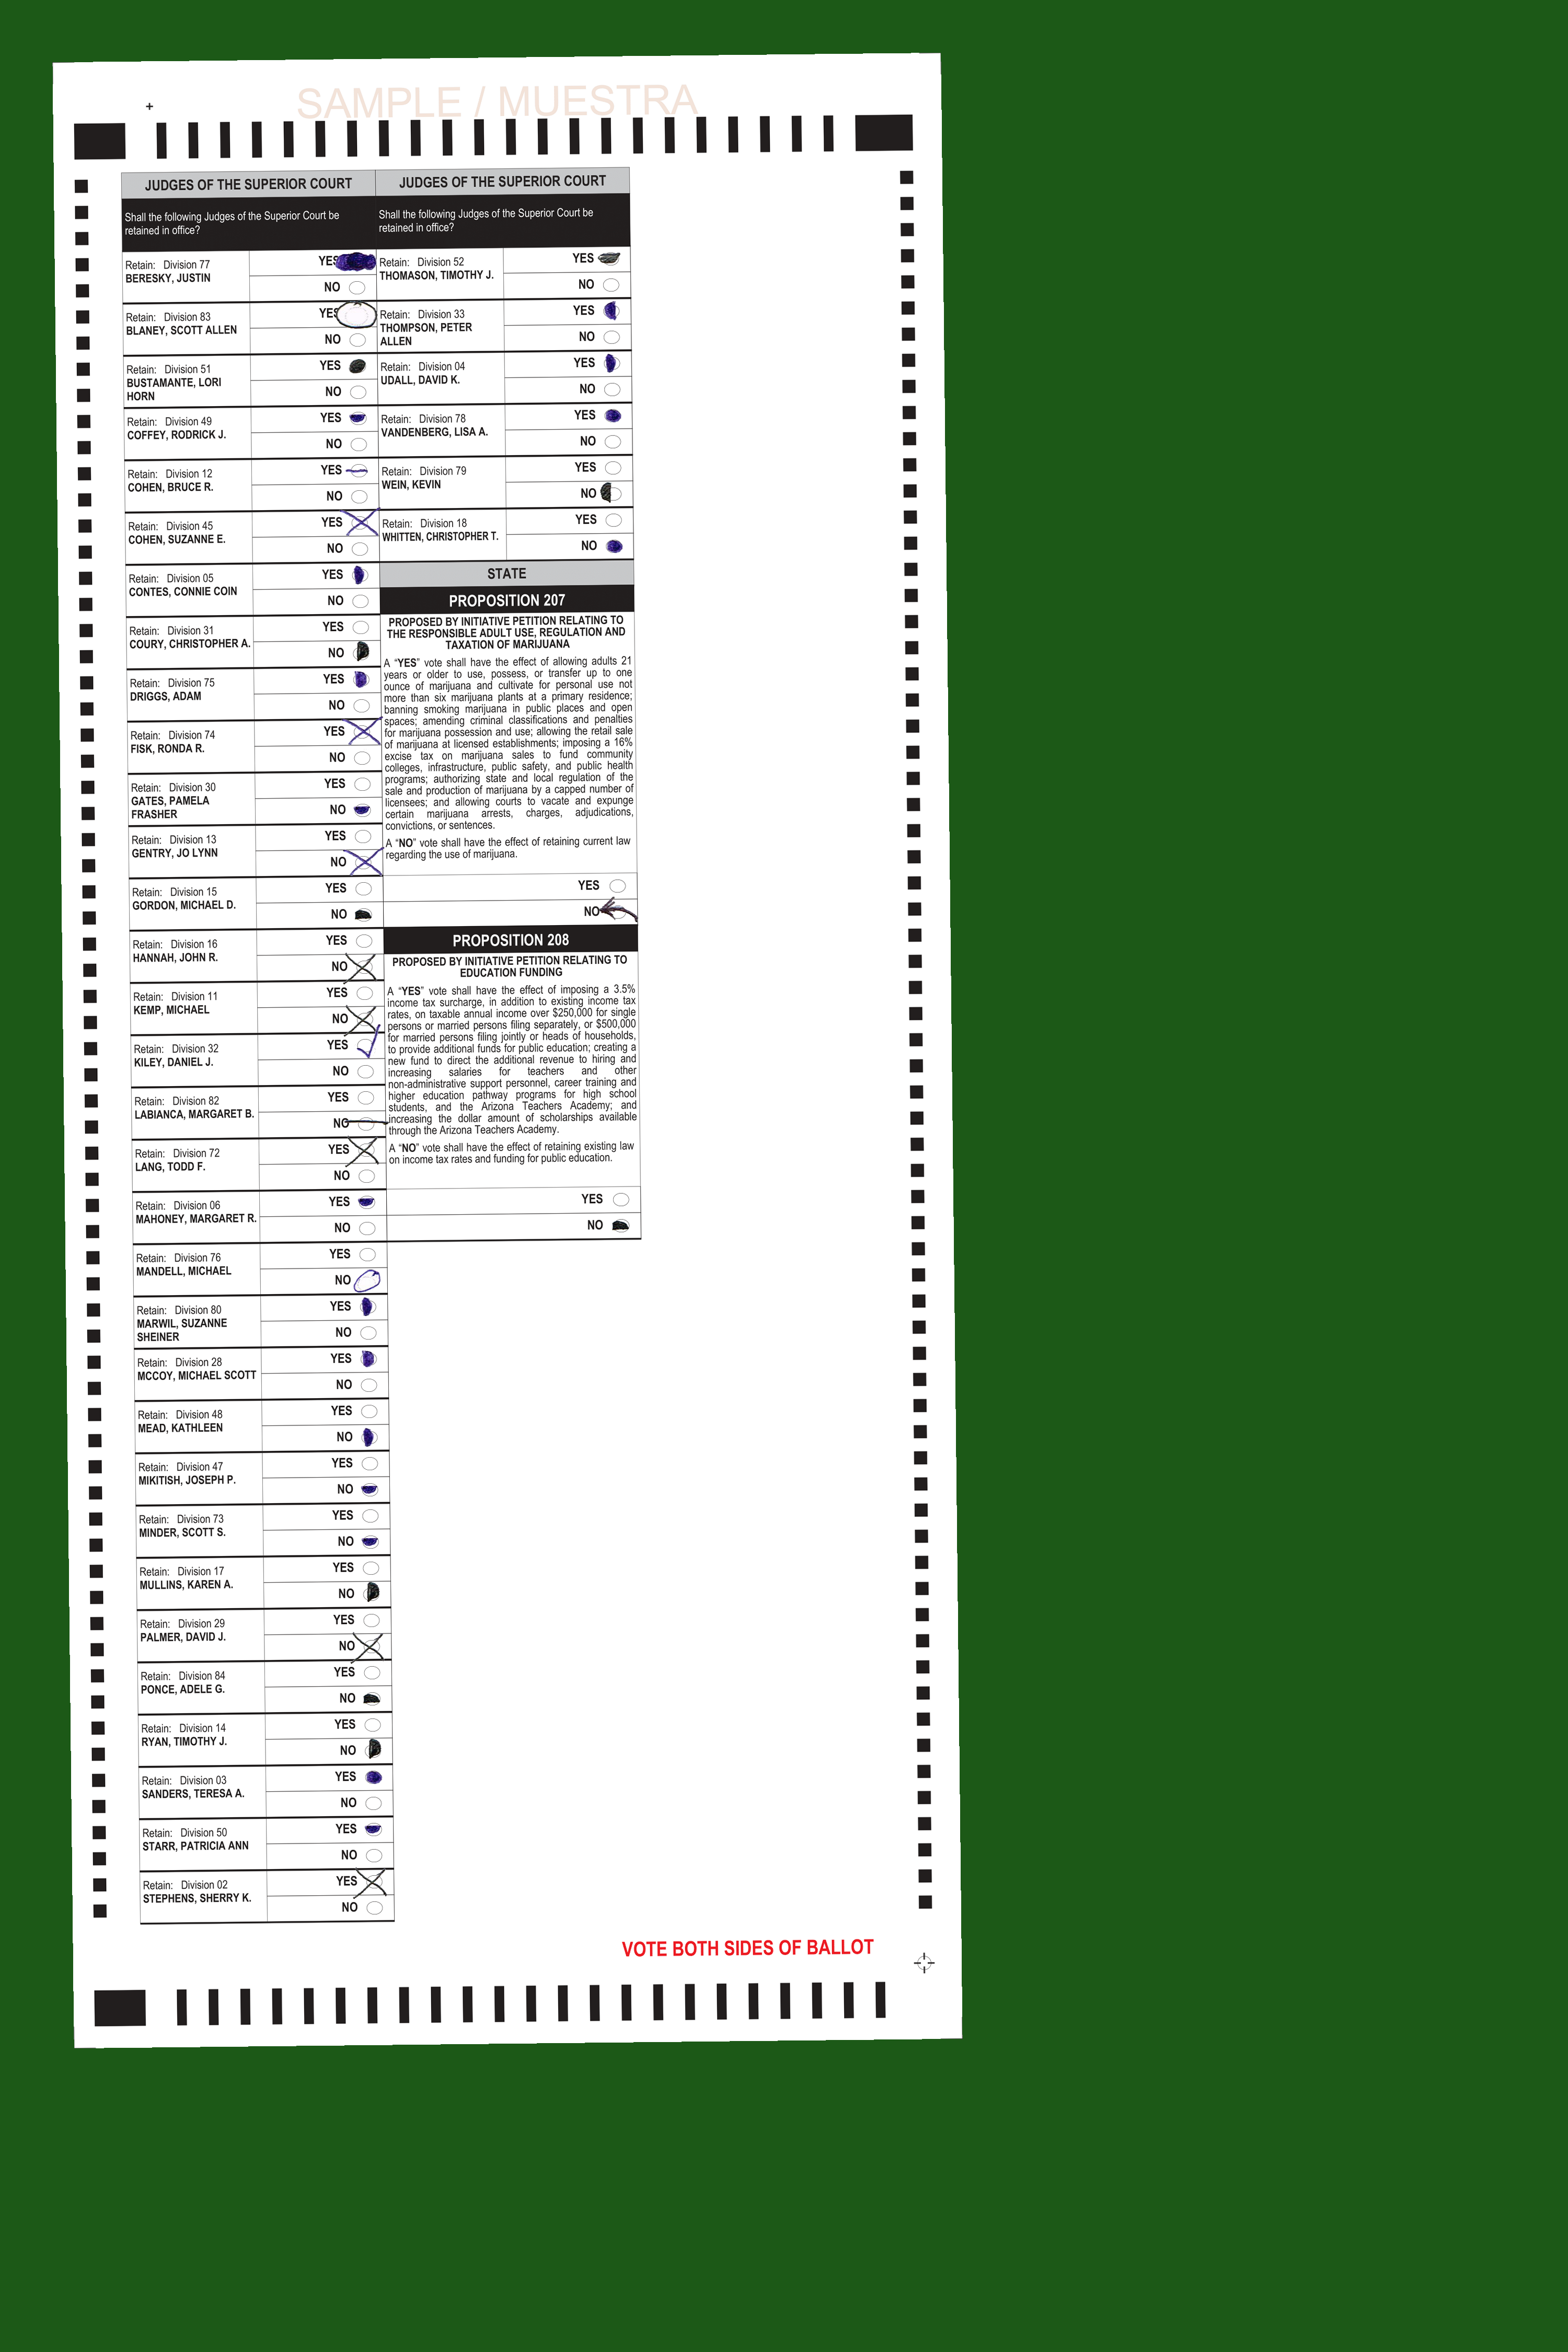 SAMPLE / MUESTRA
JUDGES OF THE SUPERIOR COURT
Shall the following Judges of the Superior Court be
retained in office?
Retain: Division 77
BERESKY, JUSTIN
YES
NO
Retain: Division 83
BLANEY, SCOTT ALLEN
YES
NO
Retain: Division 51
BUSTAMANTE, LORI
HORN
YES
NO
Retain: Division 49
COFFEY, RODRICK J.
YES
NO
Retain: Division 12
COHEN, BRUCE R.
YES
NO
Retain: Division 45
COHEN, SUZANNE E.
YES
NO
Retain: Division 05
CONTES, CONNIE COIN
YES
NO
Retain: Division 31
COURY, CHRISTOPHER A.
YES
NO
Retain: Division 75
DRIGGS, ADAM
YES
NO
Retain: Division 74
FISK, RONDA R.
YES
NO
Retain: Division 30
GATES, PAMELA
FRASHER
YES
NO
Retain: Division 13
GENTRY, JO LYNN
YES
NO
Retain: Division 15
GORDON, MICHAEL D.
YES
NO
Retain: Division 16
HANNAH, JOHN R.
YES
NO
Retain: Division 11
KEMP, MICHAEL
YES
NO
Retain: Division 32
KILEY, DANIEL J.
YES
NO
Retain: Division 82
LABIANCA, MARGARET B.
YES
NO
Retain: Division 72
LANG, TODD F.
YES
NO
Retain: Division 06
MAHONEY, MARGARET R.
YES
NO
Retain: Division 76
MANDELL, MICHAEL
YES
NO
Retain: Division 80
MARWIL, SUZANNE
SHEINER
YES
NO
Retain: Division 28
MCCOY, MICHAEL SCOTT
YES
NO
Retain: Division 48
MEAD, KATHLEEN
YES
NO
Retain: Division 47
MIKITISH, JOSEPH P.
YES
NO
Retain: Division 73
MINDER, SCOTT S.
YES
NO
Retain: Division 17
MULLINS, KAREN A.
YES
NO
Retain: Division 29
PALMER, DAVID J.
YES
NO
Retain: Division 84
PONCE, ADELE G.
YES
NO
Retain: Division 14
RYAN, TIMOTHY J.
YES
NO
Retain: Division 03
SANDERS, TERESA A.
YES
NO
Retain: Division 50
STARR, PATRICIA ANN
YES
NO
Retain: Division 02
STEPHENS, SHERRY K.
YES
NO
JUDGES OF THE SUPERIOR COURT
Shall the following Judges of the Superior Court be
retained in office?
Retain: Division 52
THOMASON, TIMOTHY J.
YES
NO
Retain: Division 33
THOMPSON, PETER
ALLEN
YES
NO
Retain: Division 04
UDALL, DAVID K.
YES
NO
Retain: Division 78
VANDENBERG, LISA A.
YES
NO
Retain: Division 79
WEIN, KEVIN
YES
NO
Retain: Division 18
WHITTEN, CHRISTOPHER T.
YES
NO
STATE
PROPOSITION 207
PROPOSED BY INITIATIVE PETITION RELATING TO
THE RESPONSIBLE ADULT USE, REGULATION AND
TAXATION OF MARIJUANA
A “YES” vote shall have the effect of allowing adults 21
years or older to use, possess, or transfer up to one
ounce of marijuana and cultivate for personal use not
more than six marijuana plants at a primary residence;
banning smoking marijuana in public places and open
spaces; amending criminal classifications and penalties
for marijuana possession and use; allowing the retail sale
of marijuana at licensed establishments; imposing a 16%
excise tax on marijuana sales to fund community
colleges, infrastructure, public safety, and public health
programs; authorizing state and local regulation of the
sale and production of marijuana by a capped number of
licensees; and allowing courts to vacate and expunge
certain marijuana arrests, charges, adjudications,
convictions, or sentences.
A “NO” vote shall have the effect of retaining current law
regarding the use of marijuana.
YES
NO
PROPOSITION 208
PROPOSED BY INITIATIVE PETITION RELATING TO
EDUCATION FUNDING
A “YES” vote shall have the effect of imposing a 3.5%
income tax surcharge, in addition to existing income tax
rates, on taxable annual income over $250,000 for single
persons or married persons filing separately, or $500,000
for married persons filing jointly or heads of households,
to provide additional funds for public education; creating a
new fund to direct the additional revenue to hiring and
increasing salaries for teachers and other
non-administrative support personnel, career training and
higher education pathway programs for high school
students, and the Arizona Teachers Academy; and
increasing the dollar amount of scholarships available
through the Arizona Teachers Academy.
A “NO” vote shall have the effect of retaining existing law
on income tax rates and funding for public education.
YES
NO
VOTE BOTH SIDES OF BALLOT